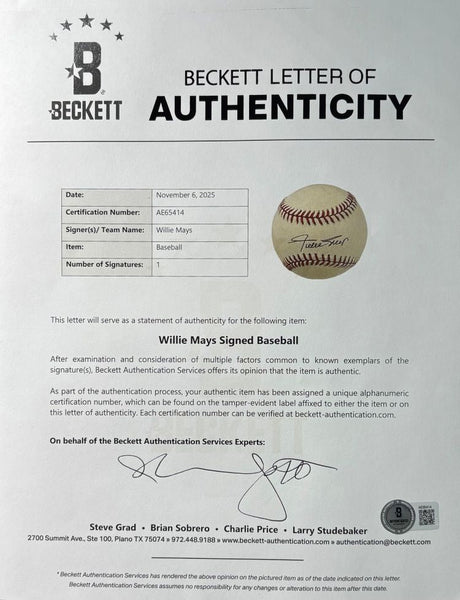 B
BECKETT
BECKETT LETTER OF
AUTHENTICITY
Date: November 6, 2025
Certification Number: AE65414
Signer(s)/ Team Name: Willie Mays
Item: Baseball
Number of Signatures: 1
Willie Mays
This letter will serve as a statement of authenticity for the following item:
Willie Mays Signed Baseball
After examination and consideration of multiple factors common to known exemplars of the
signature(s), Beckett Authentication Services offers its opinion that the item is authentic.
As part of the authentication process, your authentic item has been assigned a unique alphanumeric
certification number, which can be found on the tamper-evident label affixed to either the item or on
this letter of authenticity. Each certification number can be verified at beckett-authentication.com.
On behalf of the Beckett Authentication Services Experts:
Steve Grad • Brian Sobrero • Charlie Price • Larry Studebaker
2700 Summit Ave., Ste 100, Plano TX 75074 » 972.448.9188 » www.beckett-authentication.com » authentication@beckett.com
* Beckett Authentication Services has rendered the above opinion on the pictured item as of the date indicated on this letter.
Beckett Authentication Services assumes no responsibility for any changes or alteration to this item after this date.